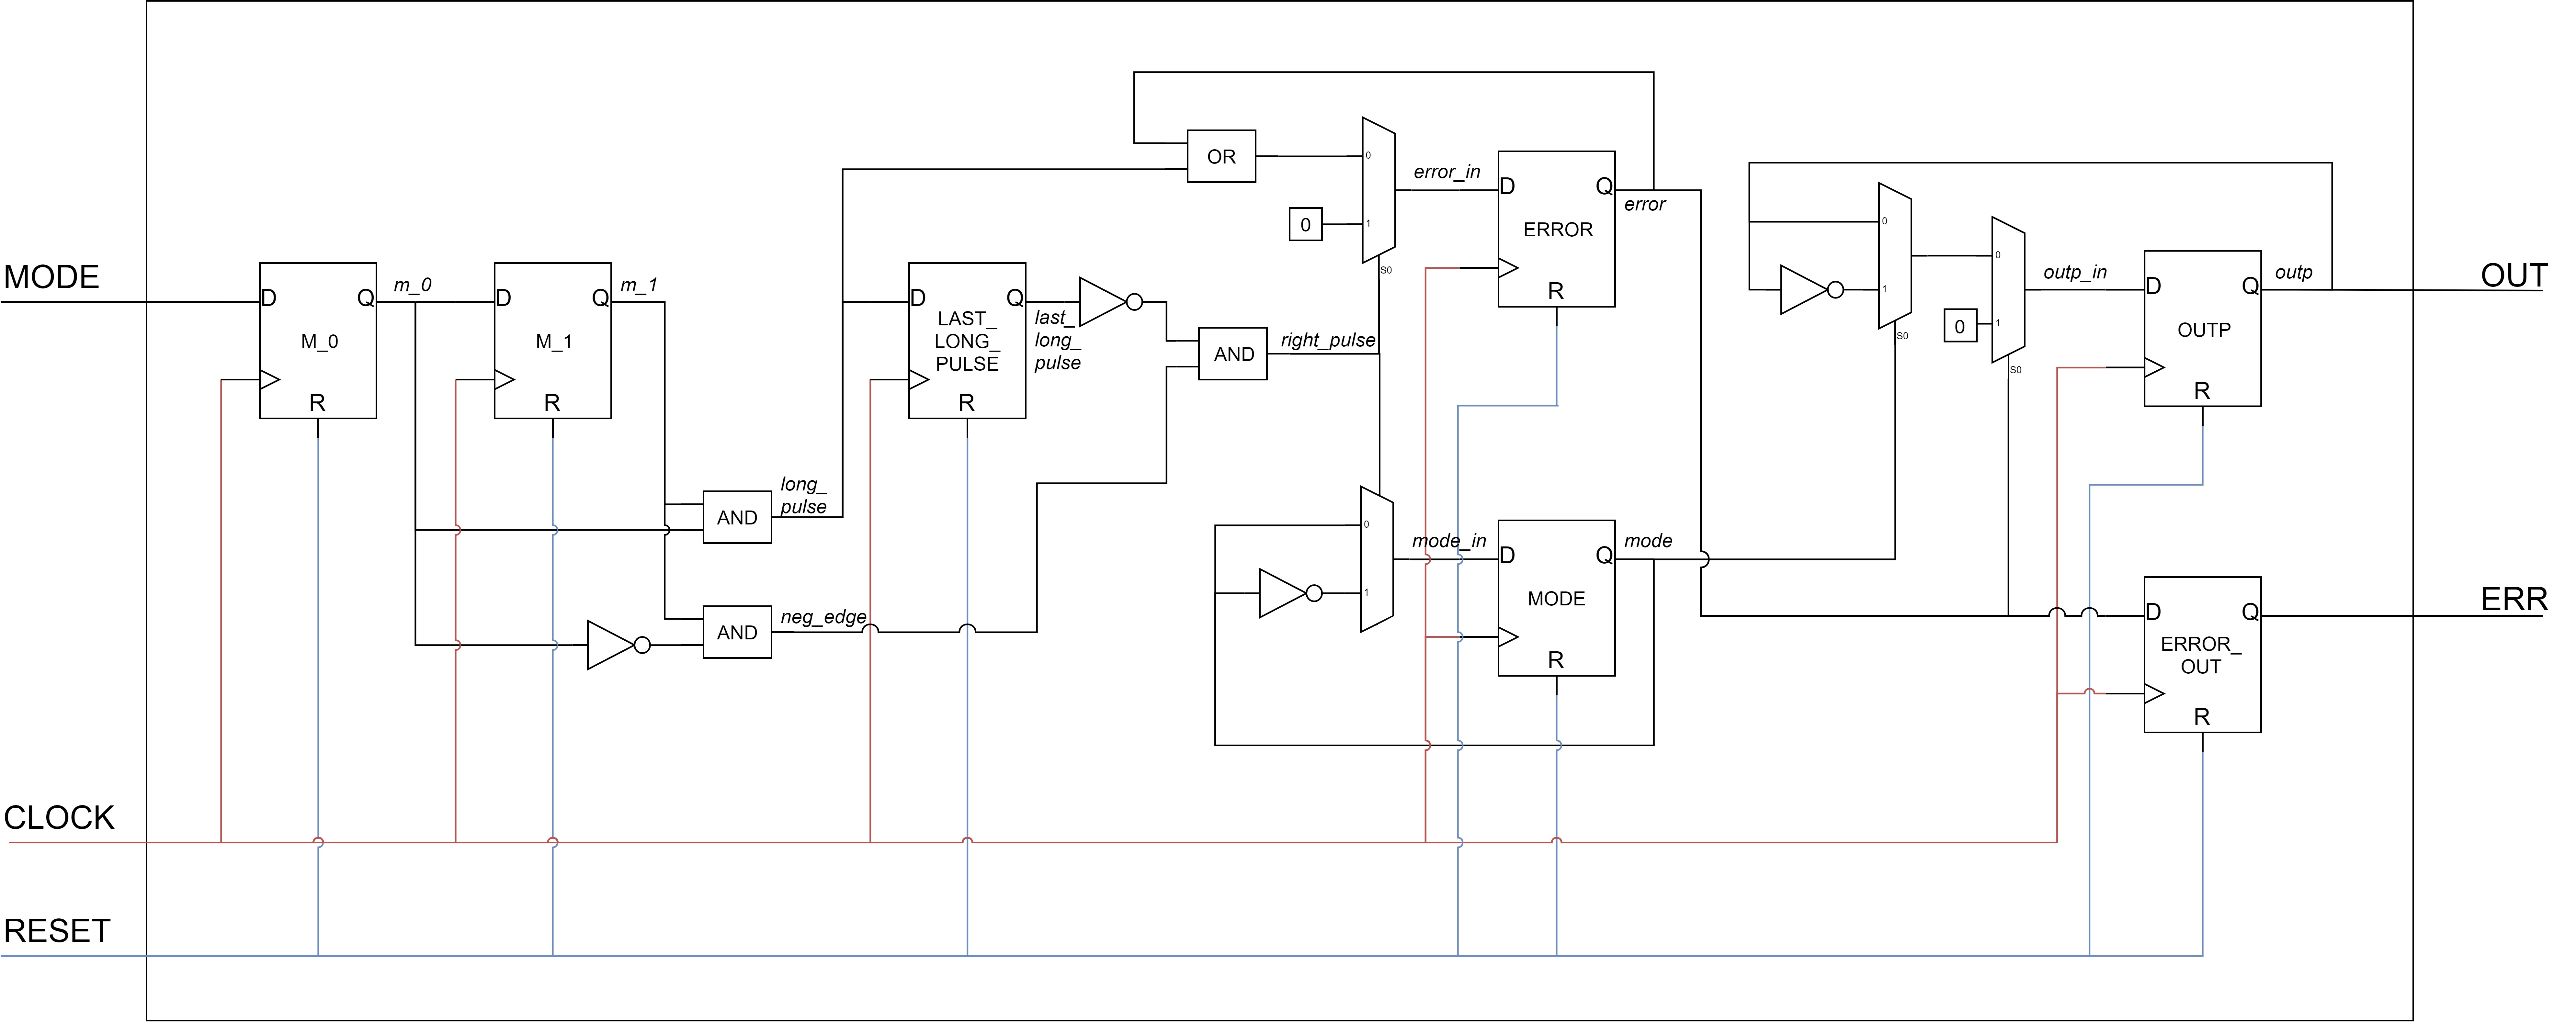 OR
0
error_in
D
Q
error
ERROR
R
0
1
S0
MODE
D
Q
M_0
R
m_0
D
Q
M_1
R
m_1
D
Q
LAST_
LONG_
PULSE
R
last_
long_
pulse
AND
right_pulse
0
1
S0
0
0
1
S0
outp_in
D
Q
OUTP
R
outp
OUT
AND
long_
pulse
AND
neg_edge
0
1
mode_in
D
Q
MODE
R
mode
D
Q
ERROR_
OUT
R
ERR
CLOCK
RESET